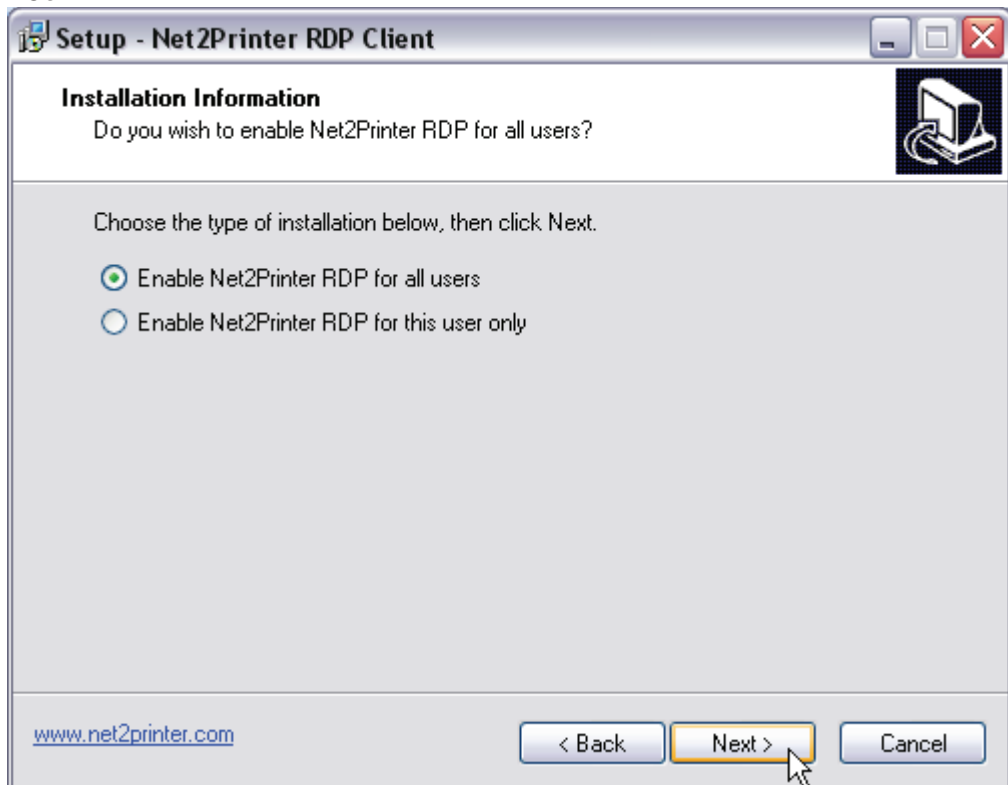 Setup - Net2Printer RDP Client
Installation Information
Do you wish to enable Net2Printer RDP for all users?
Choose the type of installation below, then click Next.
Enable Net2Printer RDP for all users
Enable Net2Printer RDP for this user only
www.net2printer.com
< Back Next > Cancel